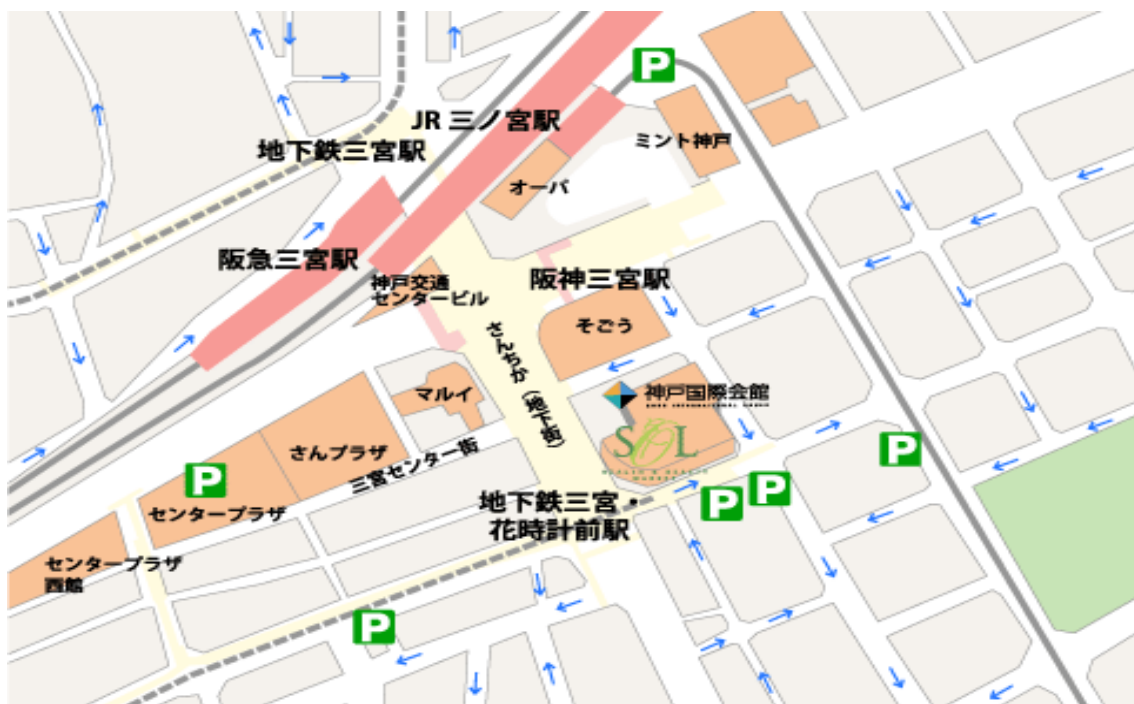 P
JR 三ノ宮駅
地下鉄三宮駅
ミント神戸
オーパ
阪急三宮駅
阪神三宮駅
神戸交通
センタービル
そごう
さんちか（地下街）
マルイ
神戸国際会館
SOL
さんプラザ
三宮センター街
P
P
センタープラザ
P
P
地下鉄三宮・
花時計前駅
センタープラザ
西館
P